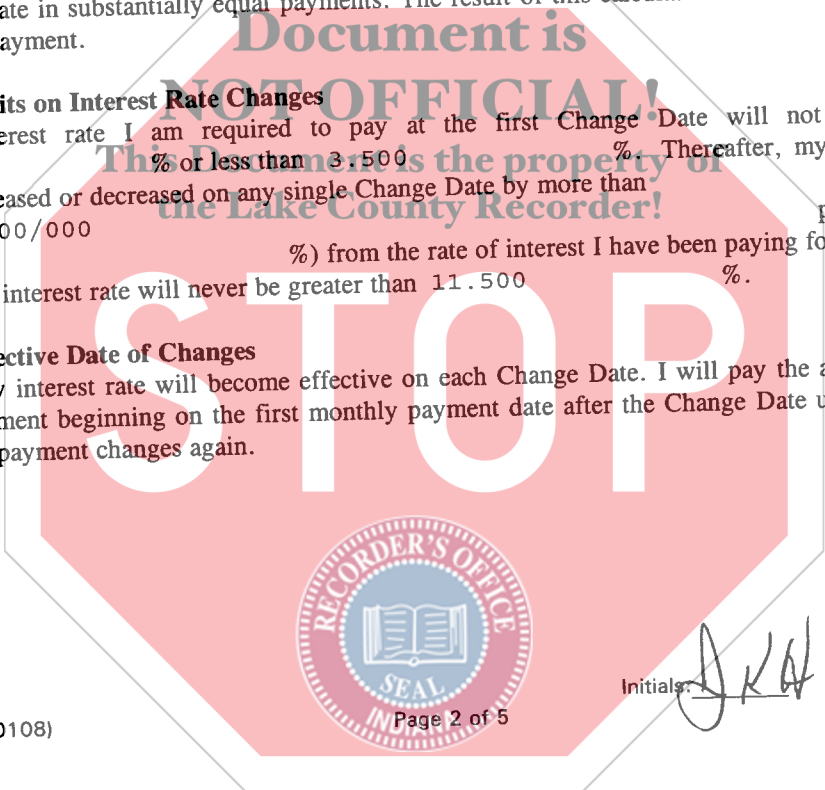 ate in substantially equal payments. The result of this
ayment.
Document is
its on Interest Rate Changes
NOT OFFICIAL!
erest rate I am required to pay at the first Change Date will not
This Document is the property of
% or less than 3.500 %. Thereafter, my
eased or decreased on any single Change Date by more than
the Lake County Recorder!
00/000
%) from the rate of interest I have been paying fo
interest rate will never be greater than 11.500 %.
STOP
ective Date of Changes
y interest rate will become effective on each Change Date. I will pay the a
ment beginning on the first monthly payment date after the Change Date u
payment changes again.
RECORDER'S OFFICE
SEAL
INDIANA
Initials: JKH
Page 2 of 5
0108)